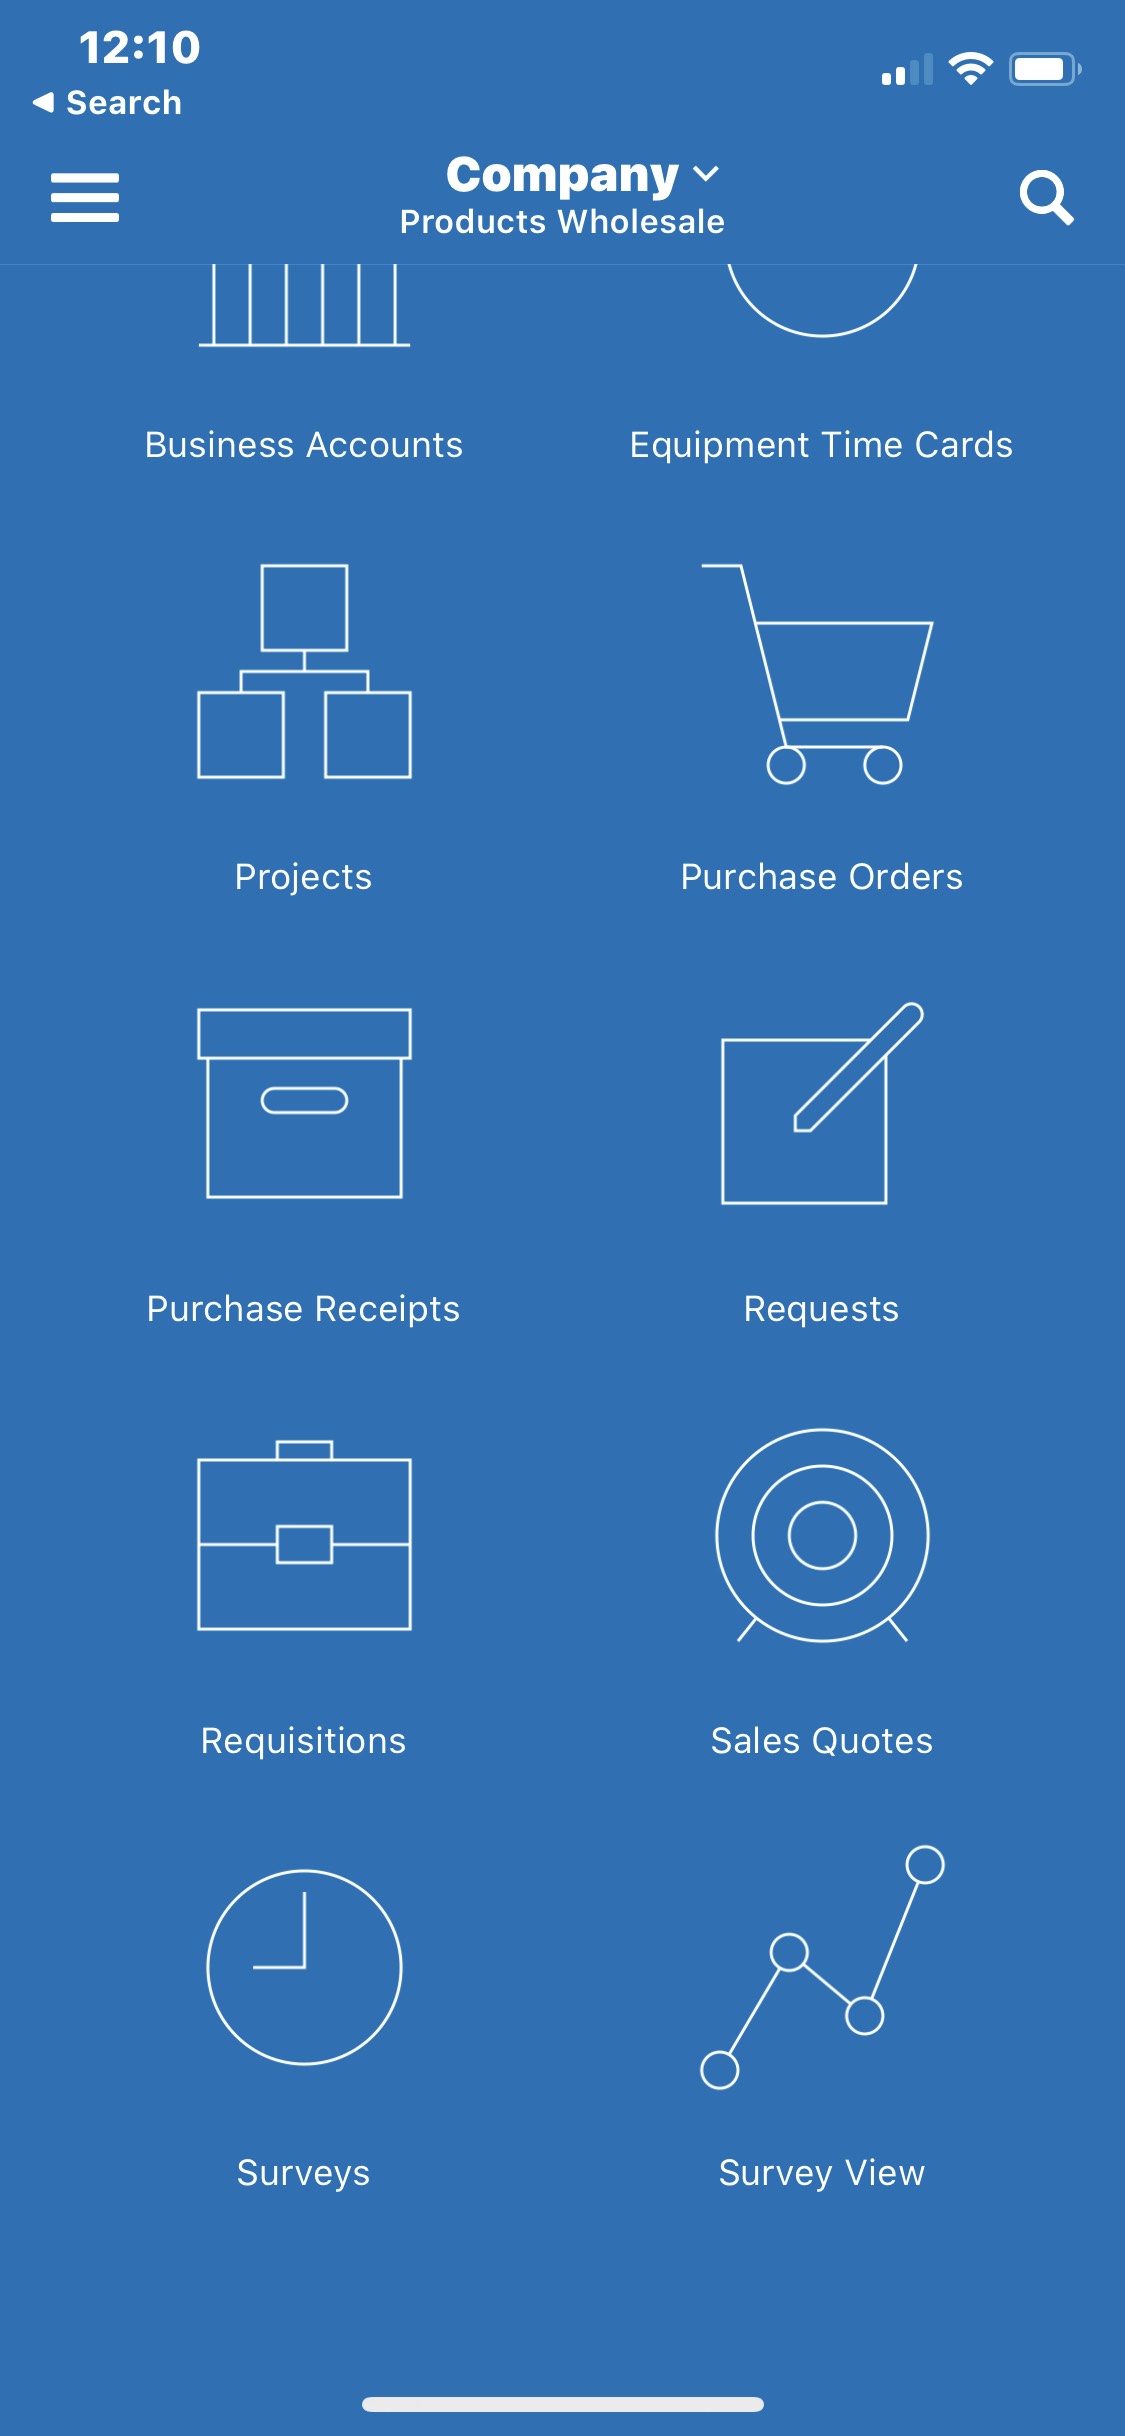 12:10
Search
Company
Products Wholesale
Business Accounts
Equipment Time Cards
Projects
Purchase Orders
Purchase Receipts
Requests
Requisitions
Sales Quotes
Surveys
Survey View